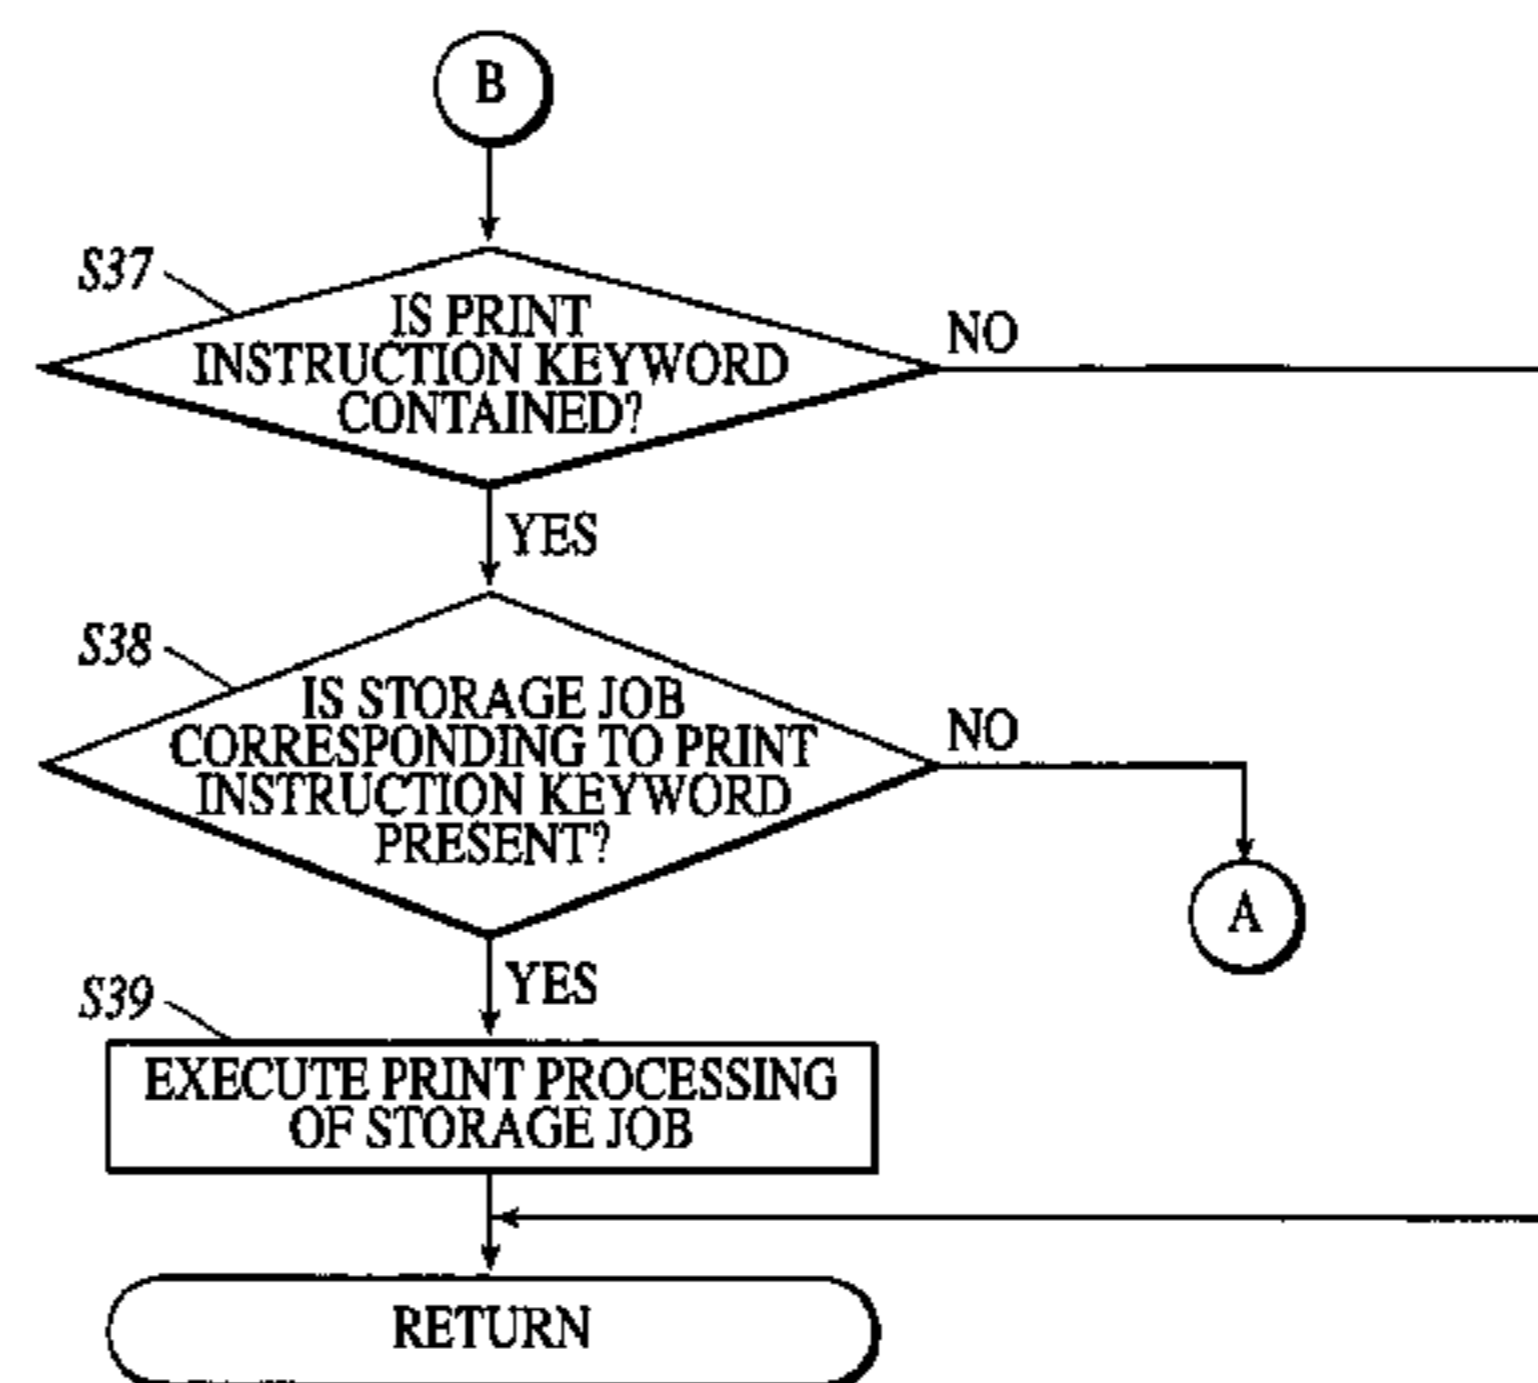 B
S37
IS PRINT
INSTRUCTION KEYWORD
CONTAINED?
NO
YES
S38
IS STORAGE JOB
CORRESPONDING TO PRINT
INSTRUCTION KEYWORD
PRESENT?
NO
A
YES
S39
EXECUTE PRINT PROCESSING
OF STORAGE JOB
RETURN